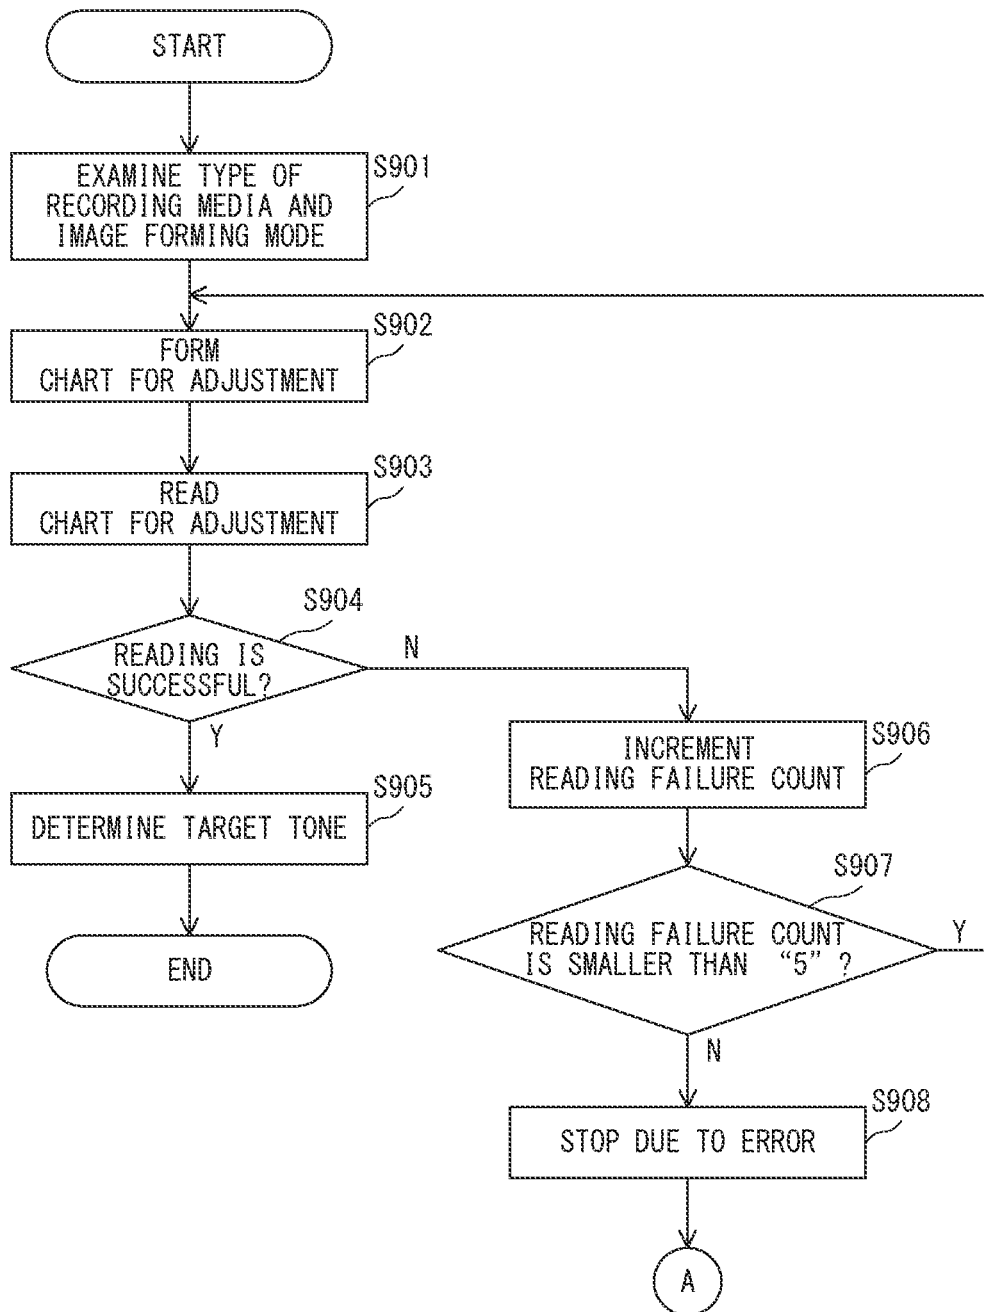 START
S901
EXAMINE TYPE OF
RECORDING MEDIA AND
IMAGE FORMING MODE
S902
FORM
CHART FOR ADJUSTMENT
S903
READ
CHART FOR ADJUSTMENT
S904
READING IS
SUCCESSFUL?
N
Y
S905
DETERMINE TARGET TONE
END
S906
INCREMENT
READING FAILURE COUNT
S907
READING FAILURE COUNT
IS SMALLER THAN “5” ?
Y
N
S908
STOP DUE TO ERROR
A